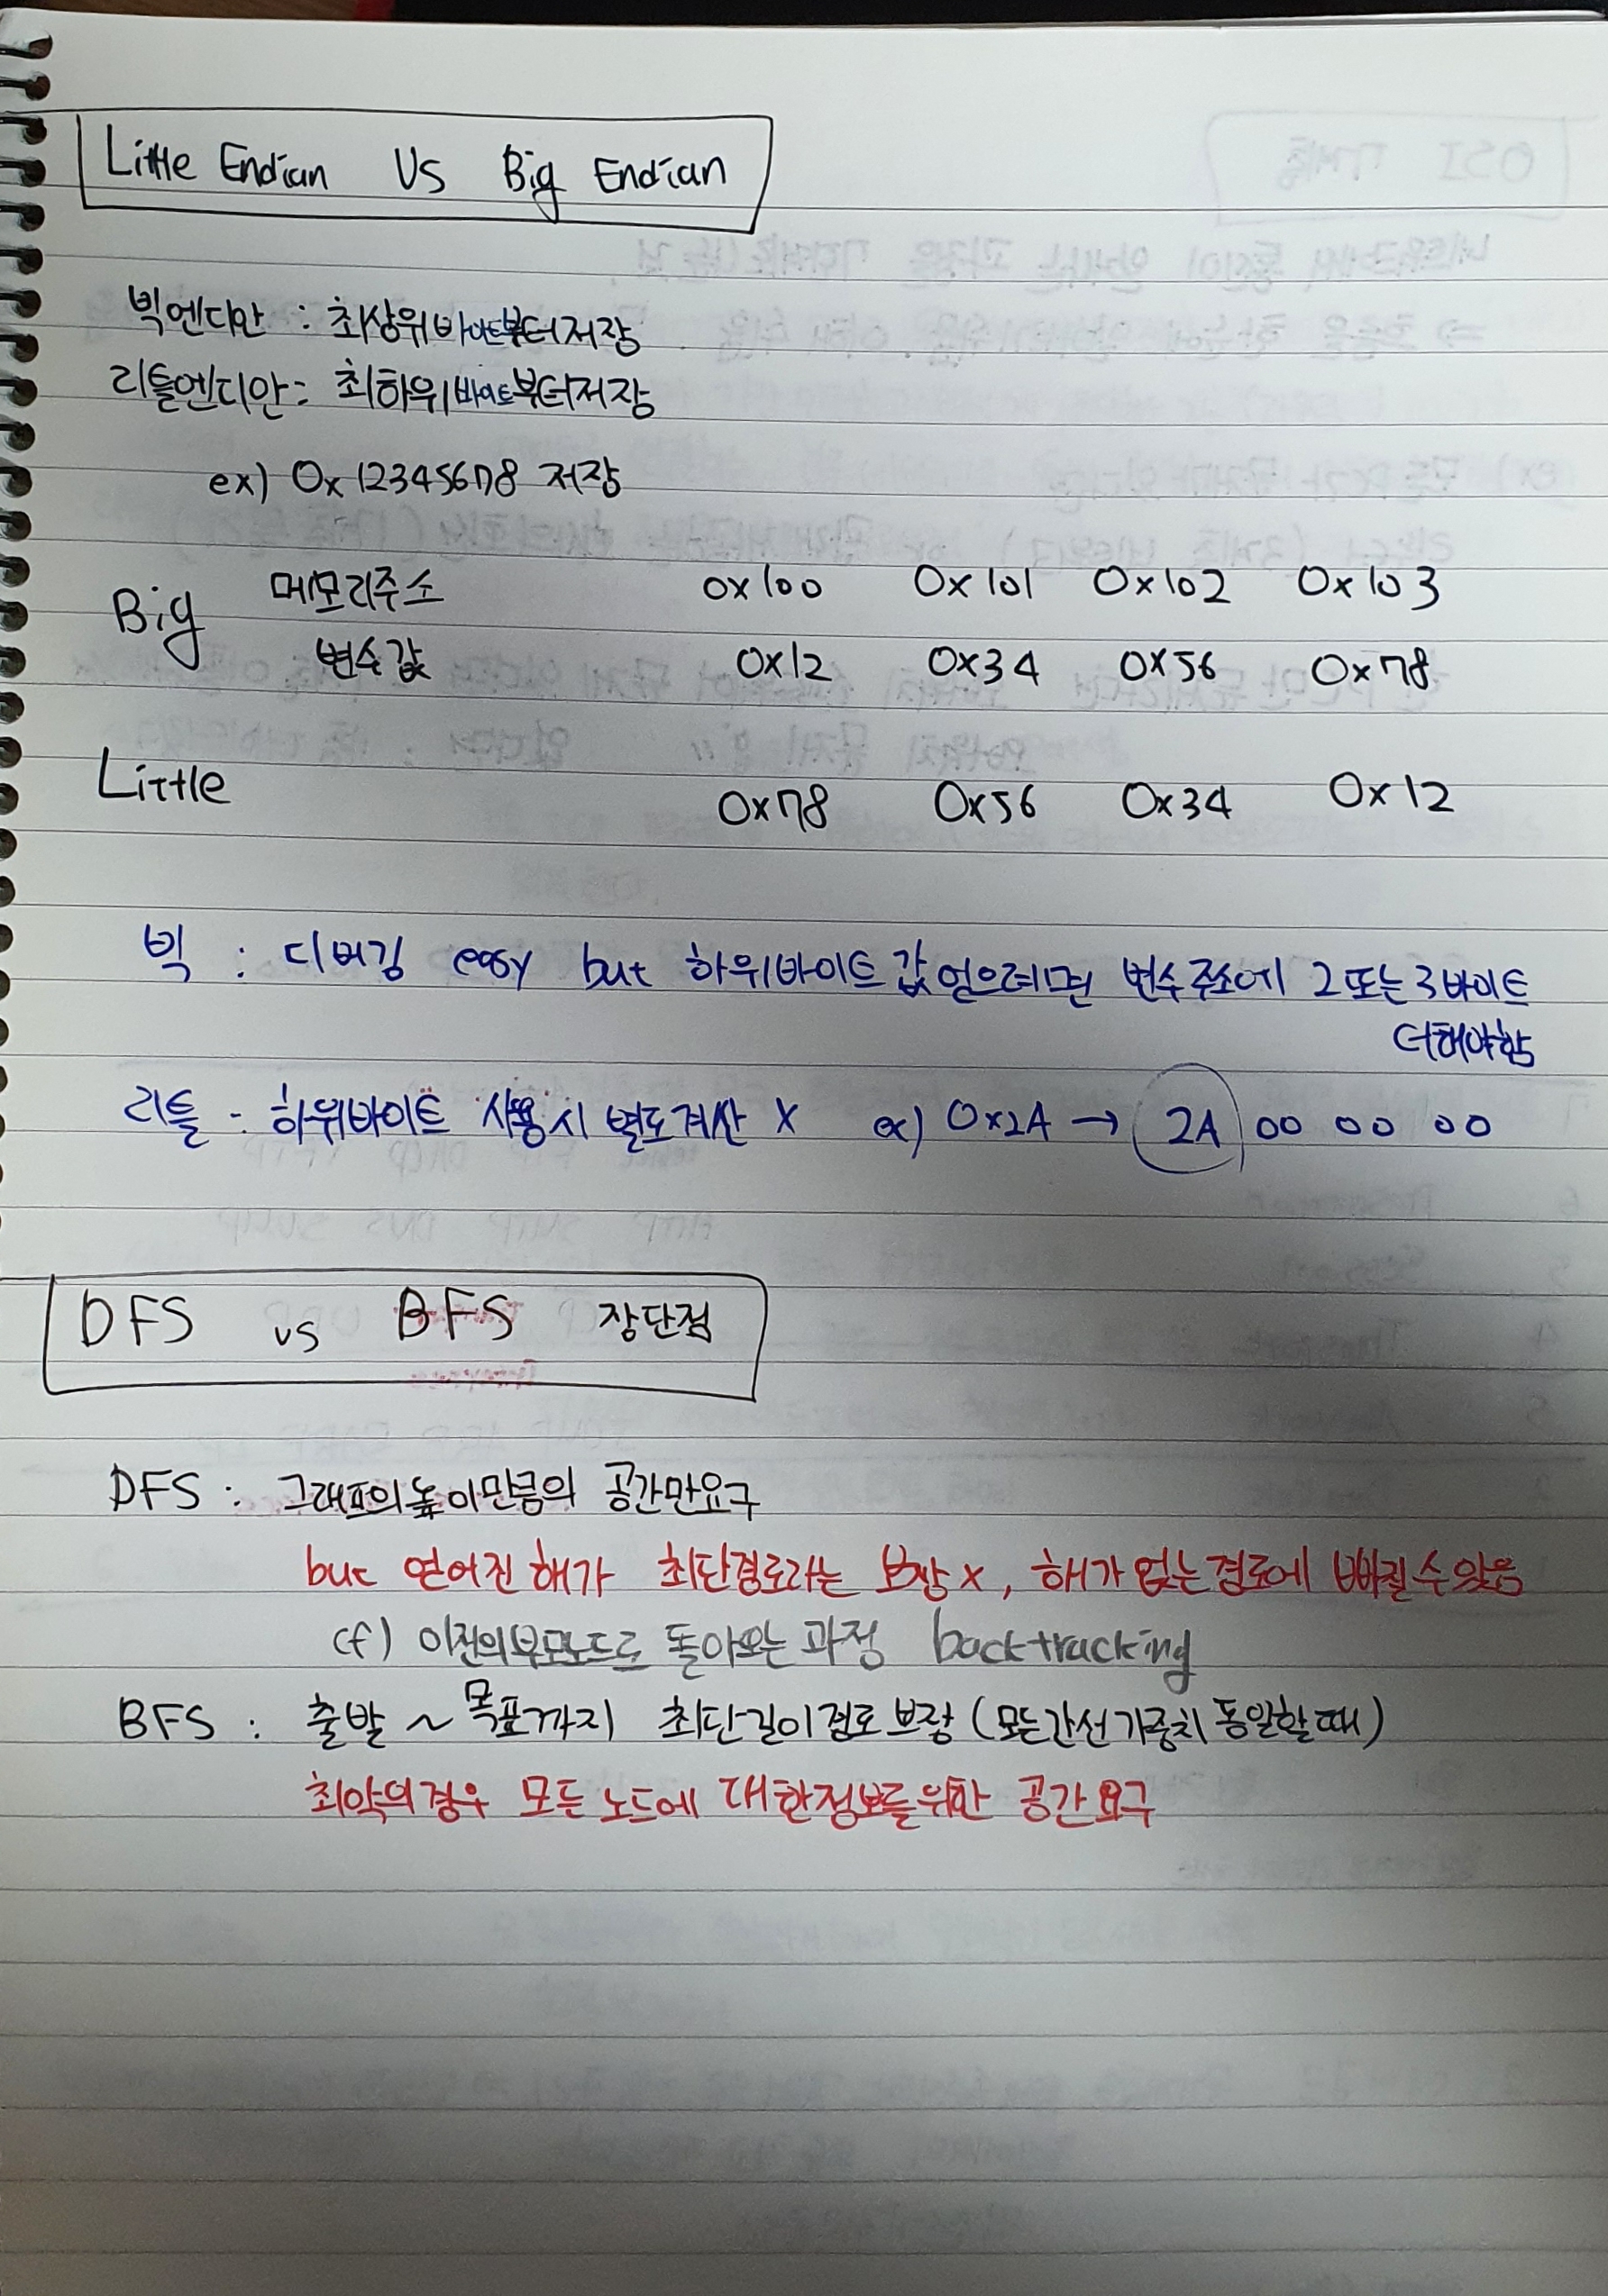 Little Endian Vs Big Endian
빅엔디안 : 최상위바이트부터저장
리틀엔디안 : 최하위바이트부터저장
ex) 0x12345678 저장
Big 메모리주소 0x100 0x101 0x102 0x103
변수값 0x12 0x34 0x56 0x78
Little 0x78 0x56 0x34 0x12
빅 : 디버깅 easy but 하위바이트값얻으려면 변수주소에 2또는3바이트
더해야함
리틀 : 하위바이트 사용시 별도계산 X ex) 0x2A → 2A 00 00 00
DFS vs BFS 장단점
DFS : 그래프의높이만큼의 공간만요구
but 얻어진해가 최단경로라는 보장x, 해가없는경로에 빠질수있음
cf) 이전의부모노드로 돌아오는과정 backtracking
BFS : 출발 ~ 목표까지 최단길이경로보장 (모든간선가중치동일할때)
최악의경우 모든노드에 대한정보를위한 공간요구